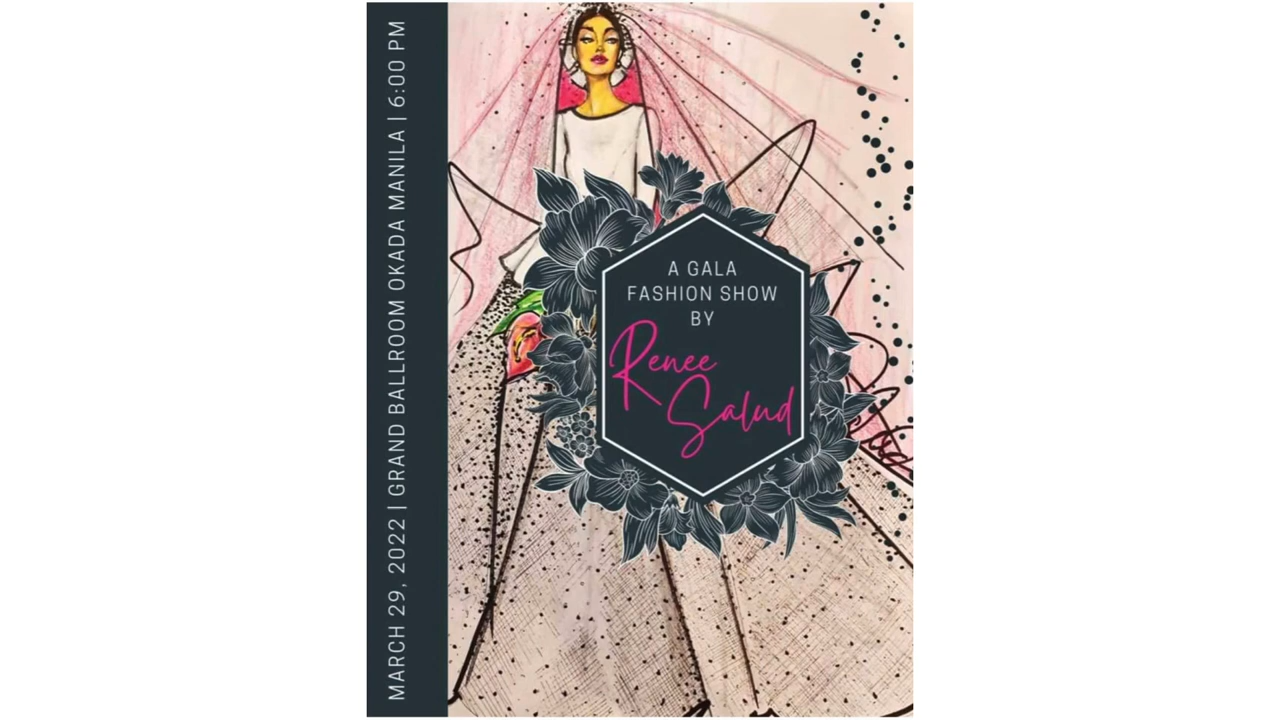 MARCH 29, 2022 | GRAND BALLROOM OKADA MANILA | 6:00 PM
A GALA
FASHION SHOW
BY
Renee
Salud